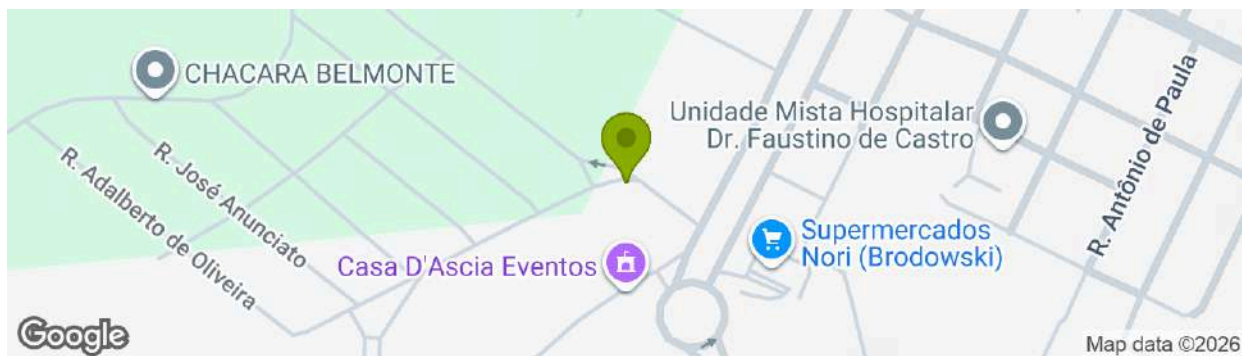 CHACARA BELMONTE
Unidade Mista Hospitalar
Dr. Faustino de Castro
R. Antônio de Paula
R. José Anunciato
R. Adalberto de Oliveira
Supermercados
Nori (Brodowski)
Casa D'Ascia Eventos
Google
Map data ©2026